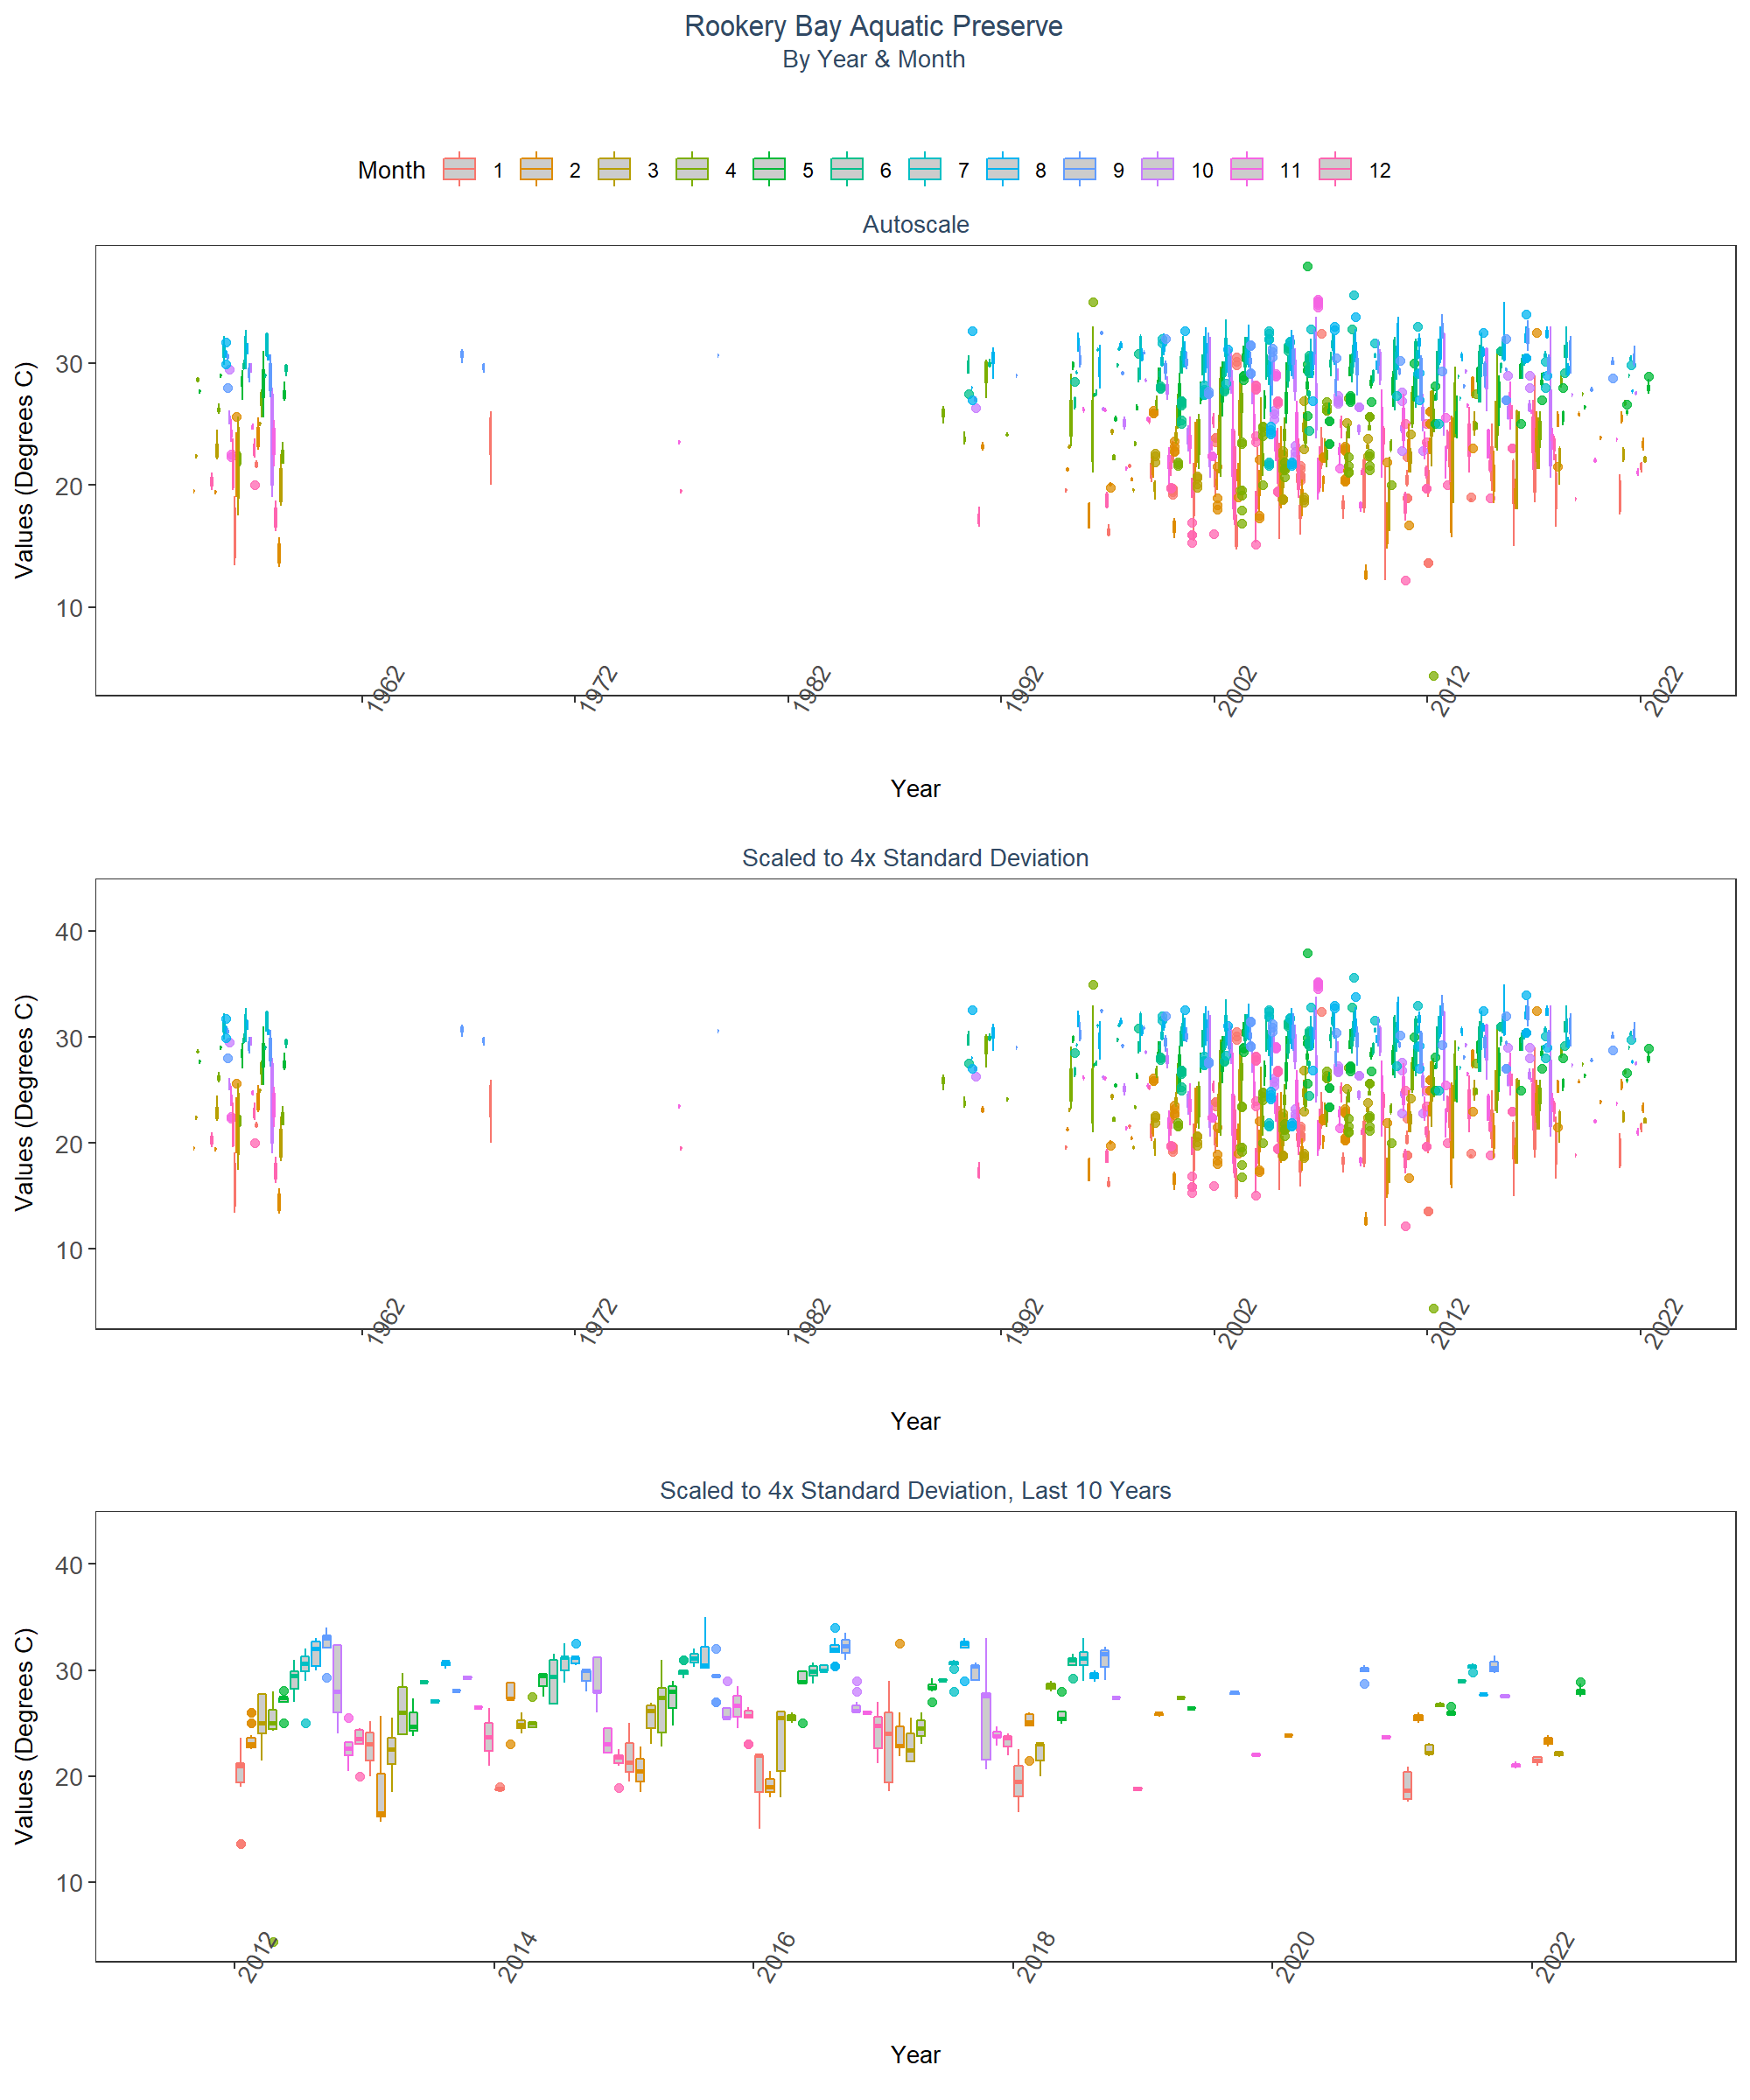 Rookery Bay Aquatic Preserve
By Year & Month
Month 1 2 3 4 5 6 7 8 9 10 11 12
Autoscale
Values (Degrees C)
30
20
10
1962 1972 1982 1992 2002 2012 2022
Year
Scaled to 4x Standard Deviation
Values (Degrees C)
40
30
20
10
1962 1972 1982 1992 2002 2012 2022
Year
Scaled to 4x Standard Deviation, Last 10 Years
Values (Degrees C)
40
30
20
10
2012 2014 2016 2018 2020 2022
Year